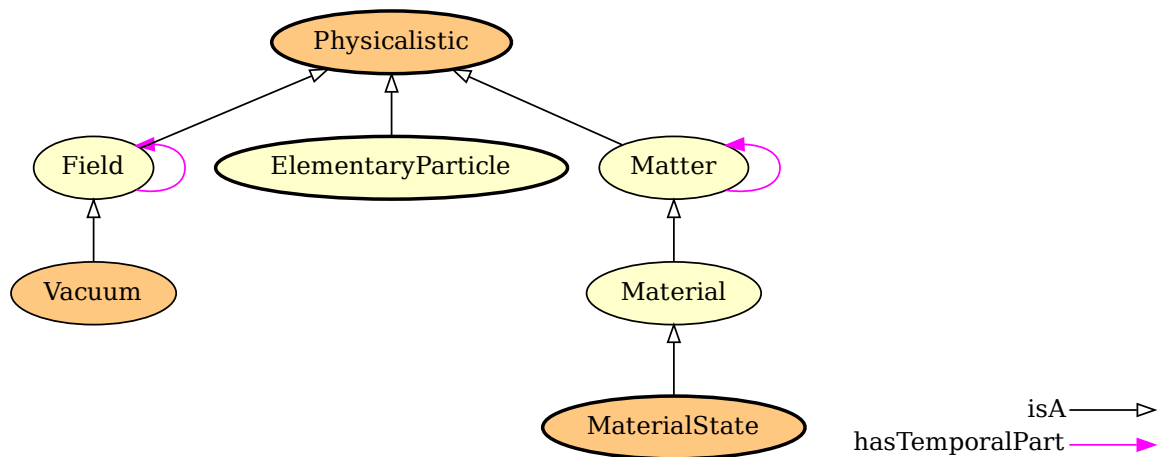 Physicalistic
Field
ElementaryParticle
Matter
Vacuum
Material
MaterialState
isA
hasTemporalPart